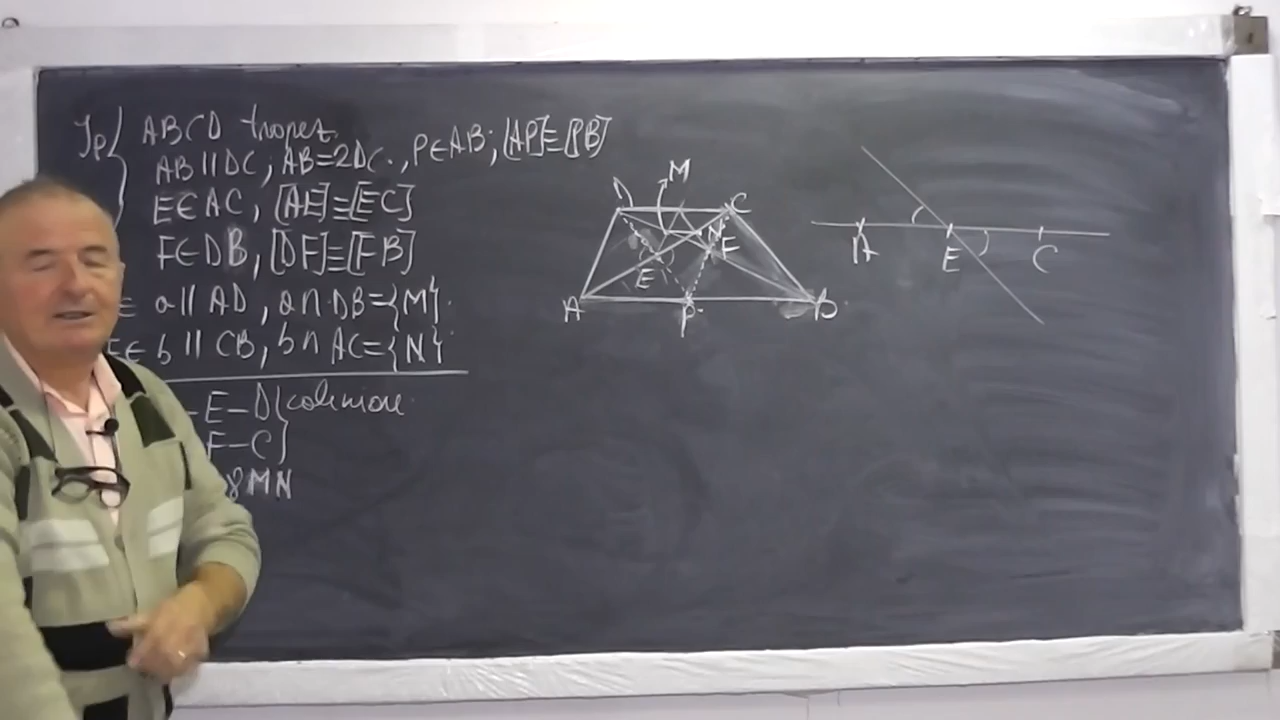 Ip { ABCD trapez
AB || DC; AB=2DC., P∈AB; [AP]≡[PB]
E∈AC, [AE]≡[EC]
F∈DB, [DF]≡[FB]
∈ a || AD, a∩DB={M}.
∈ b || CB, b∩AC={N}
-E-D } coliniare
F-C }
8MN
M
D C
N
E F
A P B
A E C